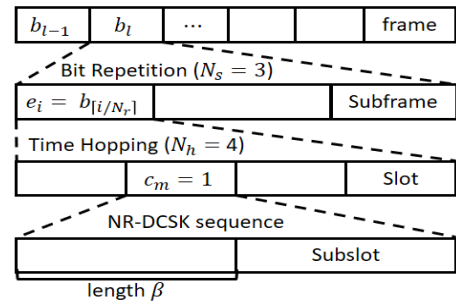 b_{l-1} b_l ... frame
Bit Repetition (N_s = 3)
e_i = b_{⌈i/N_r⌉} Subframe
Time Hopping (N_h = 4)
c_m = 1 Slot
NR-DCSK sequence
Subslot
length β